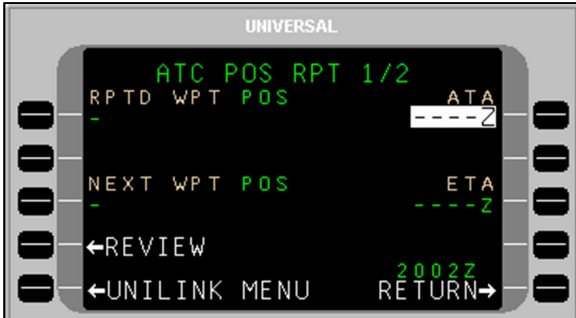 UNIVERSAL
ATC POS RPT 1/2
RPTD WPT POS ATA
- ----Z
NEXT WPT POS ETA
- ----Z
←REVIEW
2002Z
←UNILINK MENU RETURN→